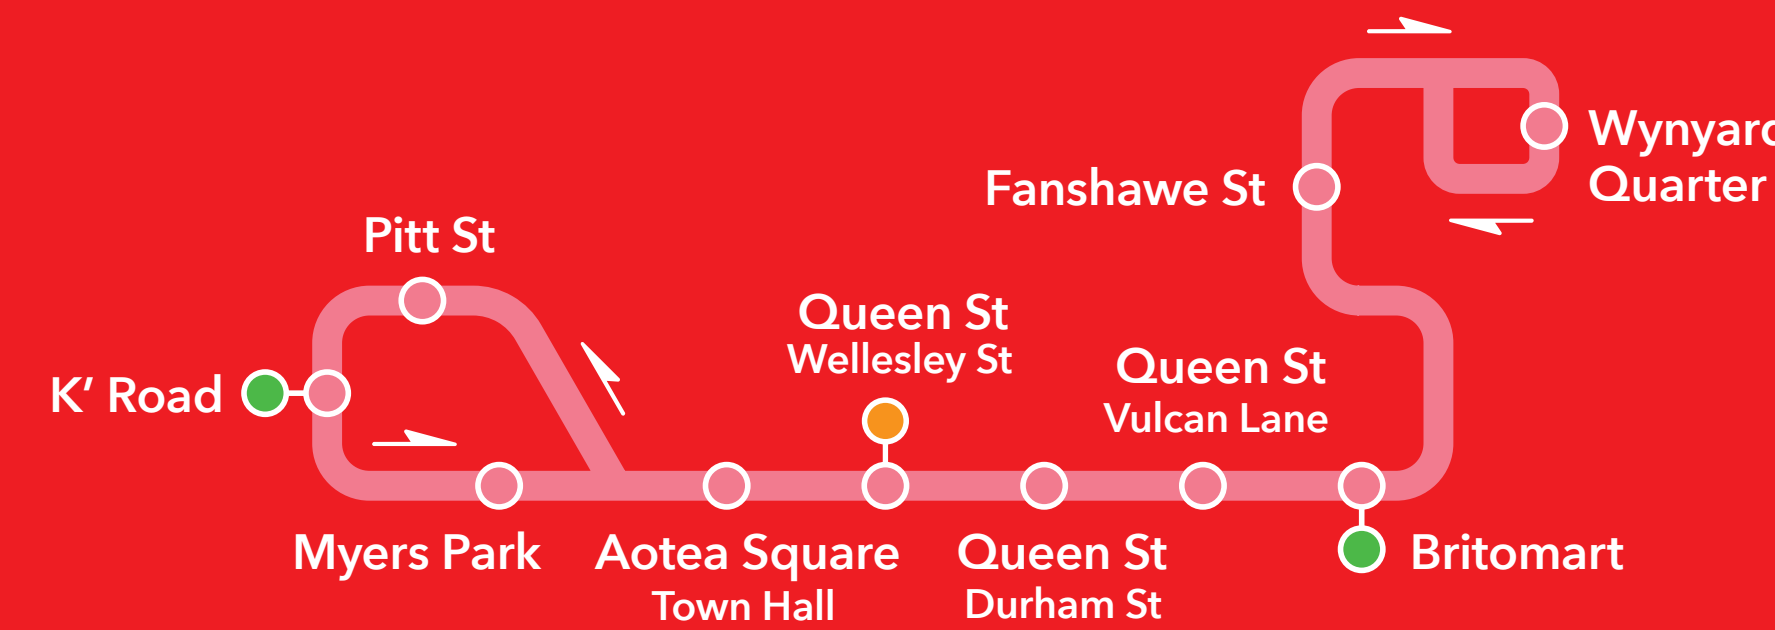 Wynyard
Quarter
Fanshawe St
Pitt St
Queen St
Wellesley St
Queen St
Vulcan Lane
K' Road
Myers Park
Aotea Square
Town Hall
Queen St
Durham St
Britomart